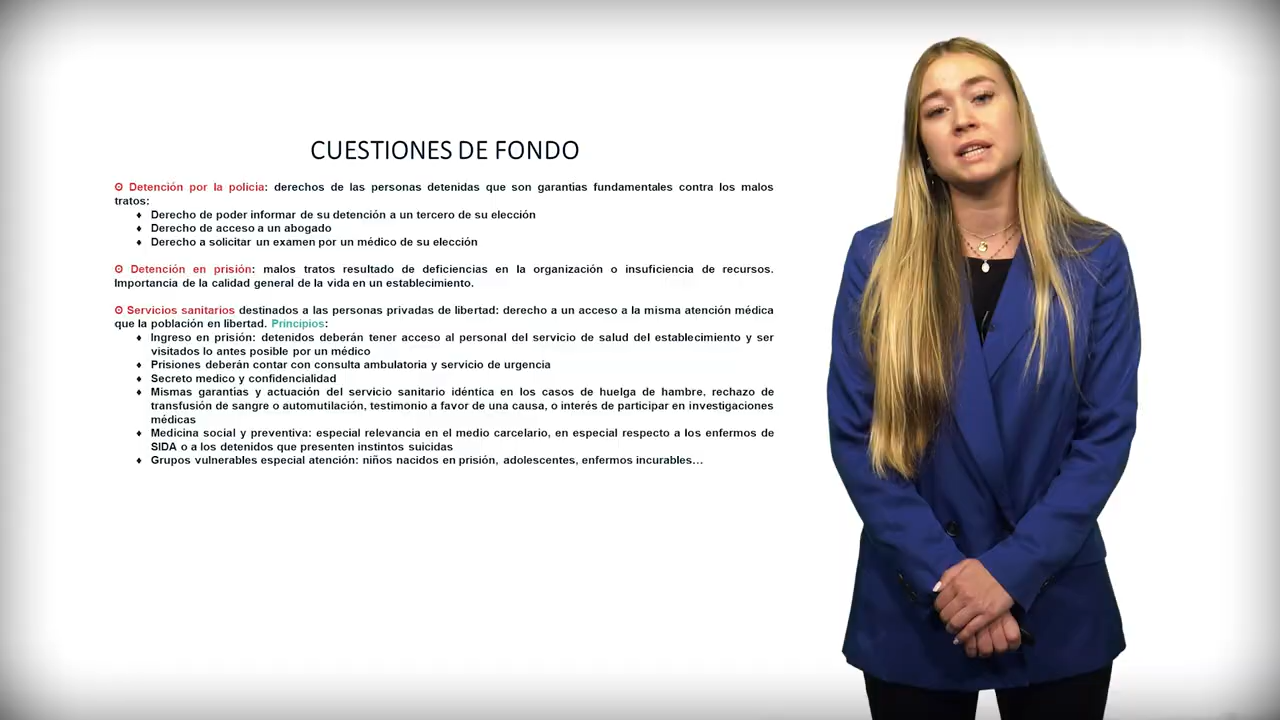 CUESTIONES DE FONDO
ʘ Detención por la policia: derechos de las personas detenidas que son garantias fundamentales contra los malos
tratos:
♦ Derecho de poder informar de su detención a un tercero de su elección
♦ Derecho de acceso a un abogado
♦ Derecho a solicitar un examen por un médico de su elección
ʘ Detención en prisión: malos tratos resultado de deficiencias en la organización o insuficiencia de recursos.
Importancia de la calidad general de la vida en un establecimiento.
ʘ Servicios sanitarios destinados a las personas privadas de libertad: derecho a un acceso a la misma atención médica
que la población en libertad. Principios:
♦ Ingreso en prisión: detenidos deberán tener acceso al personal del servicio de salud del establecimiento y ser
visitados lo antes posible por un médico
♦ Prisiones deberán contar con consulta ambulatoria y servicio de urgencia
♦ Secreto medico y confidencialidad
♦ Mismas garantias y actuación del servicio sanitario idéntica en los casos de huelga de hambre, rechazo de
transfusión de sangre o automutilación, testimonio a favor de una causa, o interés de participar en investigaciones
médicas
♦ Medicina social y preventiva: especial relevancia en el medio carcelario, en especial respecto a los enfermos de
SIDA o a los detenidos que presenten instintos suicidas
♦ Grupos vulnerables especial atención: niños nacidos en prisión, adolescentes, enfermos incurables…